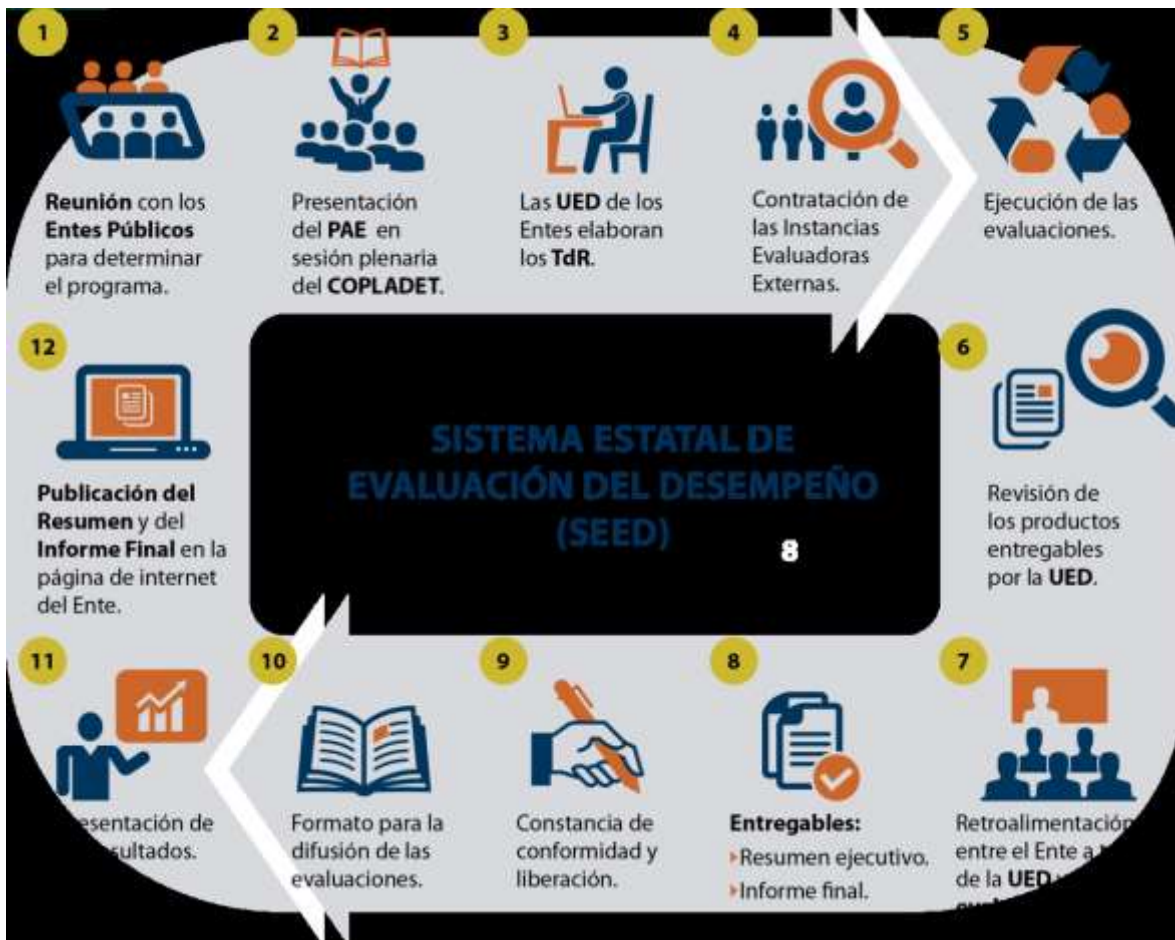 1
Reunión con los
Entes Públicos
para determinar
el programa.
2
Presentación
del PAE en
sesión plenaria
del COPLADET.
3
Las UED de los
Entes elaboran
los TdR.
4
Contratación de
las Instancias
Evaluadoras
Externas.
5
Ejecución de las
evaluaciones.
12
Publicación del
Resumen y del
Informe Final en la
página de internet
del Ente.
SISTEMA ESTATAL DE
EVALUACIÓN DEL DESEMPEÑO
(SEED)
8
6
Revisión de
los productos
entregables
por la UED.
11
esentación de
sultados.
10
Formato para la
difusión de las
evaluaciones.
9
Constancia de
conformidad y
liberación.
8
Entregables:
Resumen ejecutivo.
Informe final.
7
Retroalimentación
entre el Ente a
de la UED